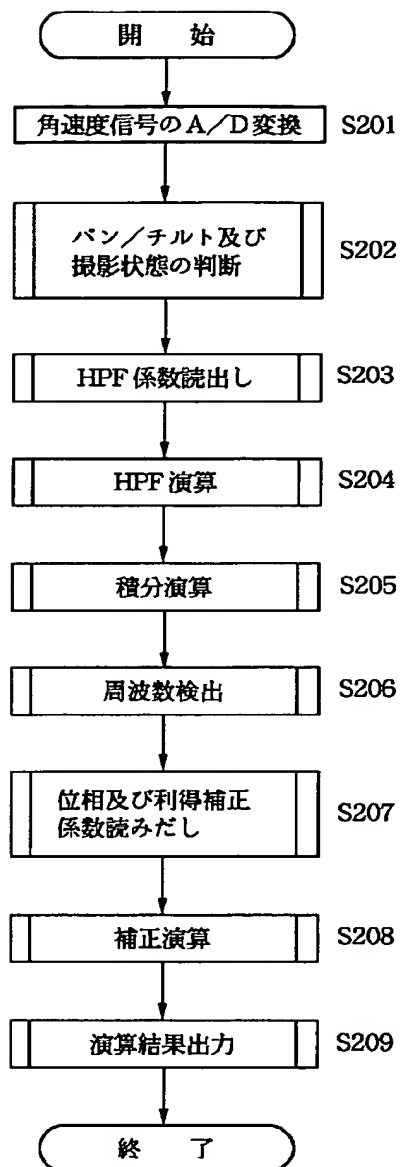 開 始
角速度信号のA／D変換 S201
パン／チルト及び
撮影状態の判断 S202
HPF係数読出し S203
HPF演算 S204
積分演算 S205
周波数検出 S206
位相及び利得補正
係数読みだし S207
補正演算 S208
演算結果出力 S209
終 了